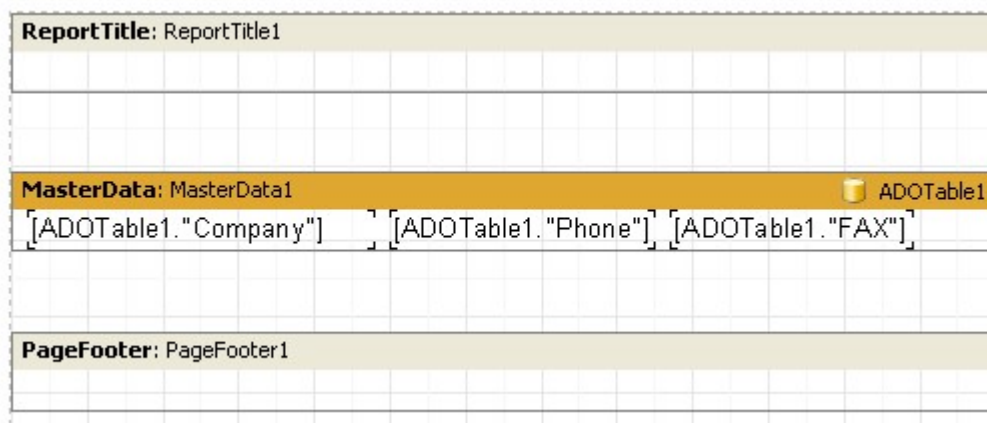 ReportTitle: ReportTitle1
MasterData: MasterData1 ADOTable1
[ADOTable1."Company"] [ADOTable1."Phone"] [ADOTable1."FAX"]
PageFooter: PageFooter1